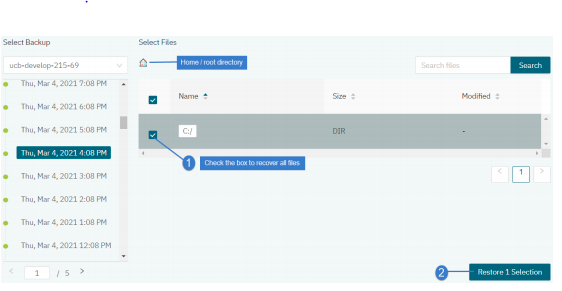 Select Backup
Select Files
ucb-develop-215-69
Home / root directory
Search files
Search
Thu, Mar 4, 2021 7:08 PM
Thu, Mar 4, 2021 6:08 PM
Thu, Mar 4, 2021 5:08 PM
Thu, Mar 4, 2021 4:08 PM
Thu, Mar 4, 2021 3:08 PM
Thu, Mar 4, 2021 2:08 PM
Thu, Mar 4, 2021 1:08 PM
Thu, Mar 4, 2021 12:08 PM
1 / 5
Name
Size
Modified
C:/
DIR
-
1 Check the box to recover all files
1
2
Restore 1 Selection